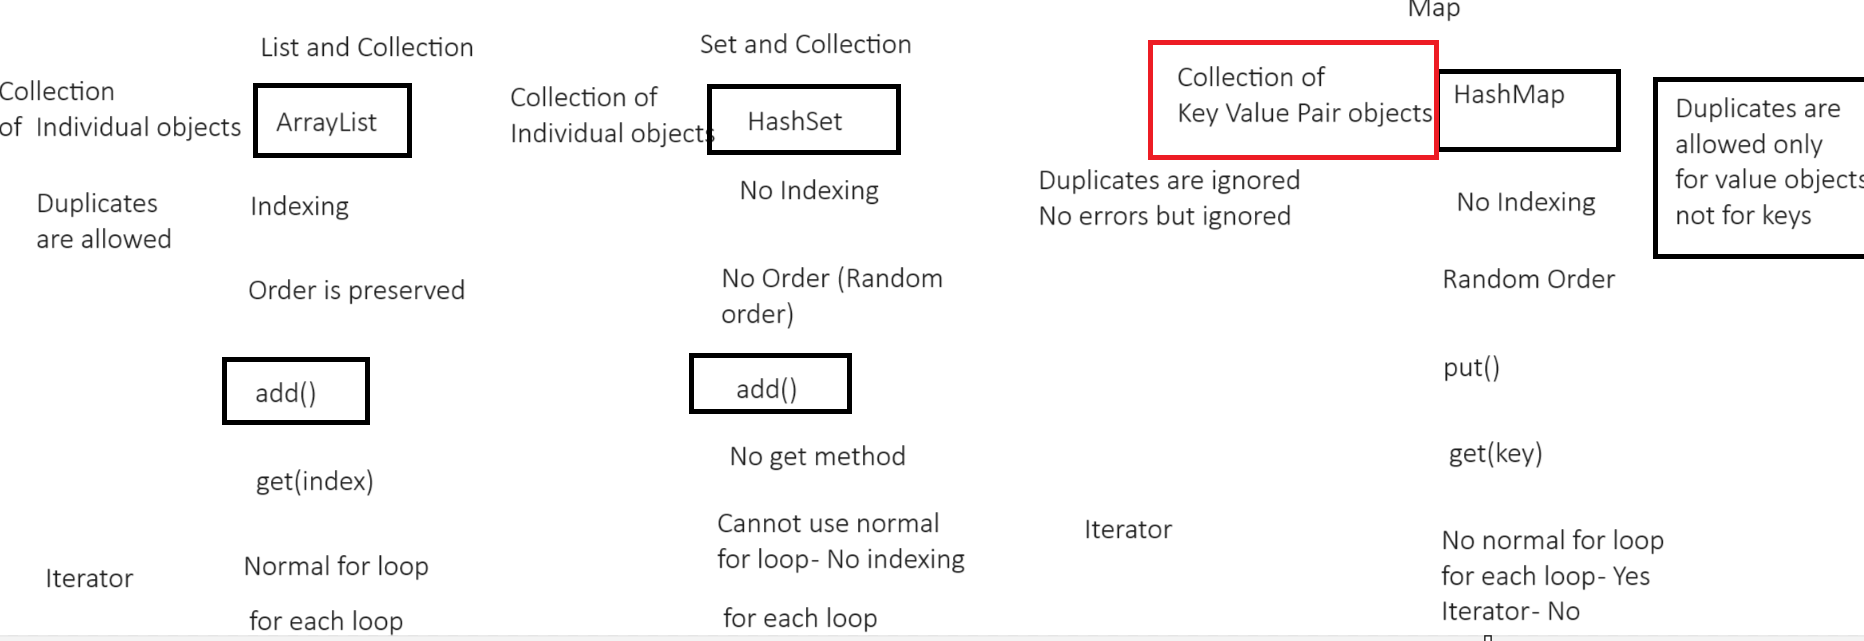 List and Collection
Collection
of Individual objects
ArrayList
Duplicates
are allowed
Indexing
Order is preserved
add()
get(index)
Iterator
Normal for loop
for each loop
Set and Collection
Collection of
Individual objects
HashSet
No Indexing
Duplicates are ignored
No errors but ignored
No Order (Random
order)
add()
No get method
Cannot use normal
for loop- No indexing
Iterator
for each loop
Map
Collection of
Key Value Pair objects
HashMap
Duplicates are
allowed only
for value objects
not for keys
No Indexing
Random Order
put()
get(key)
No normal for loop
for each loop- Yes
Iterator- No